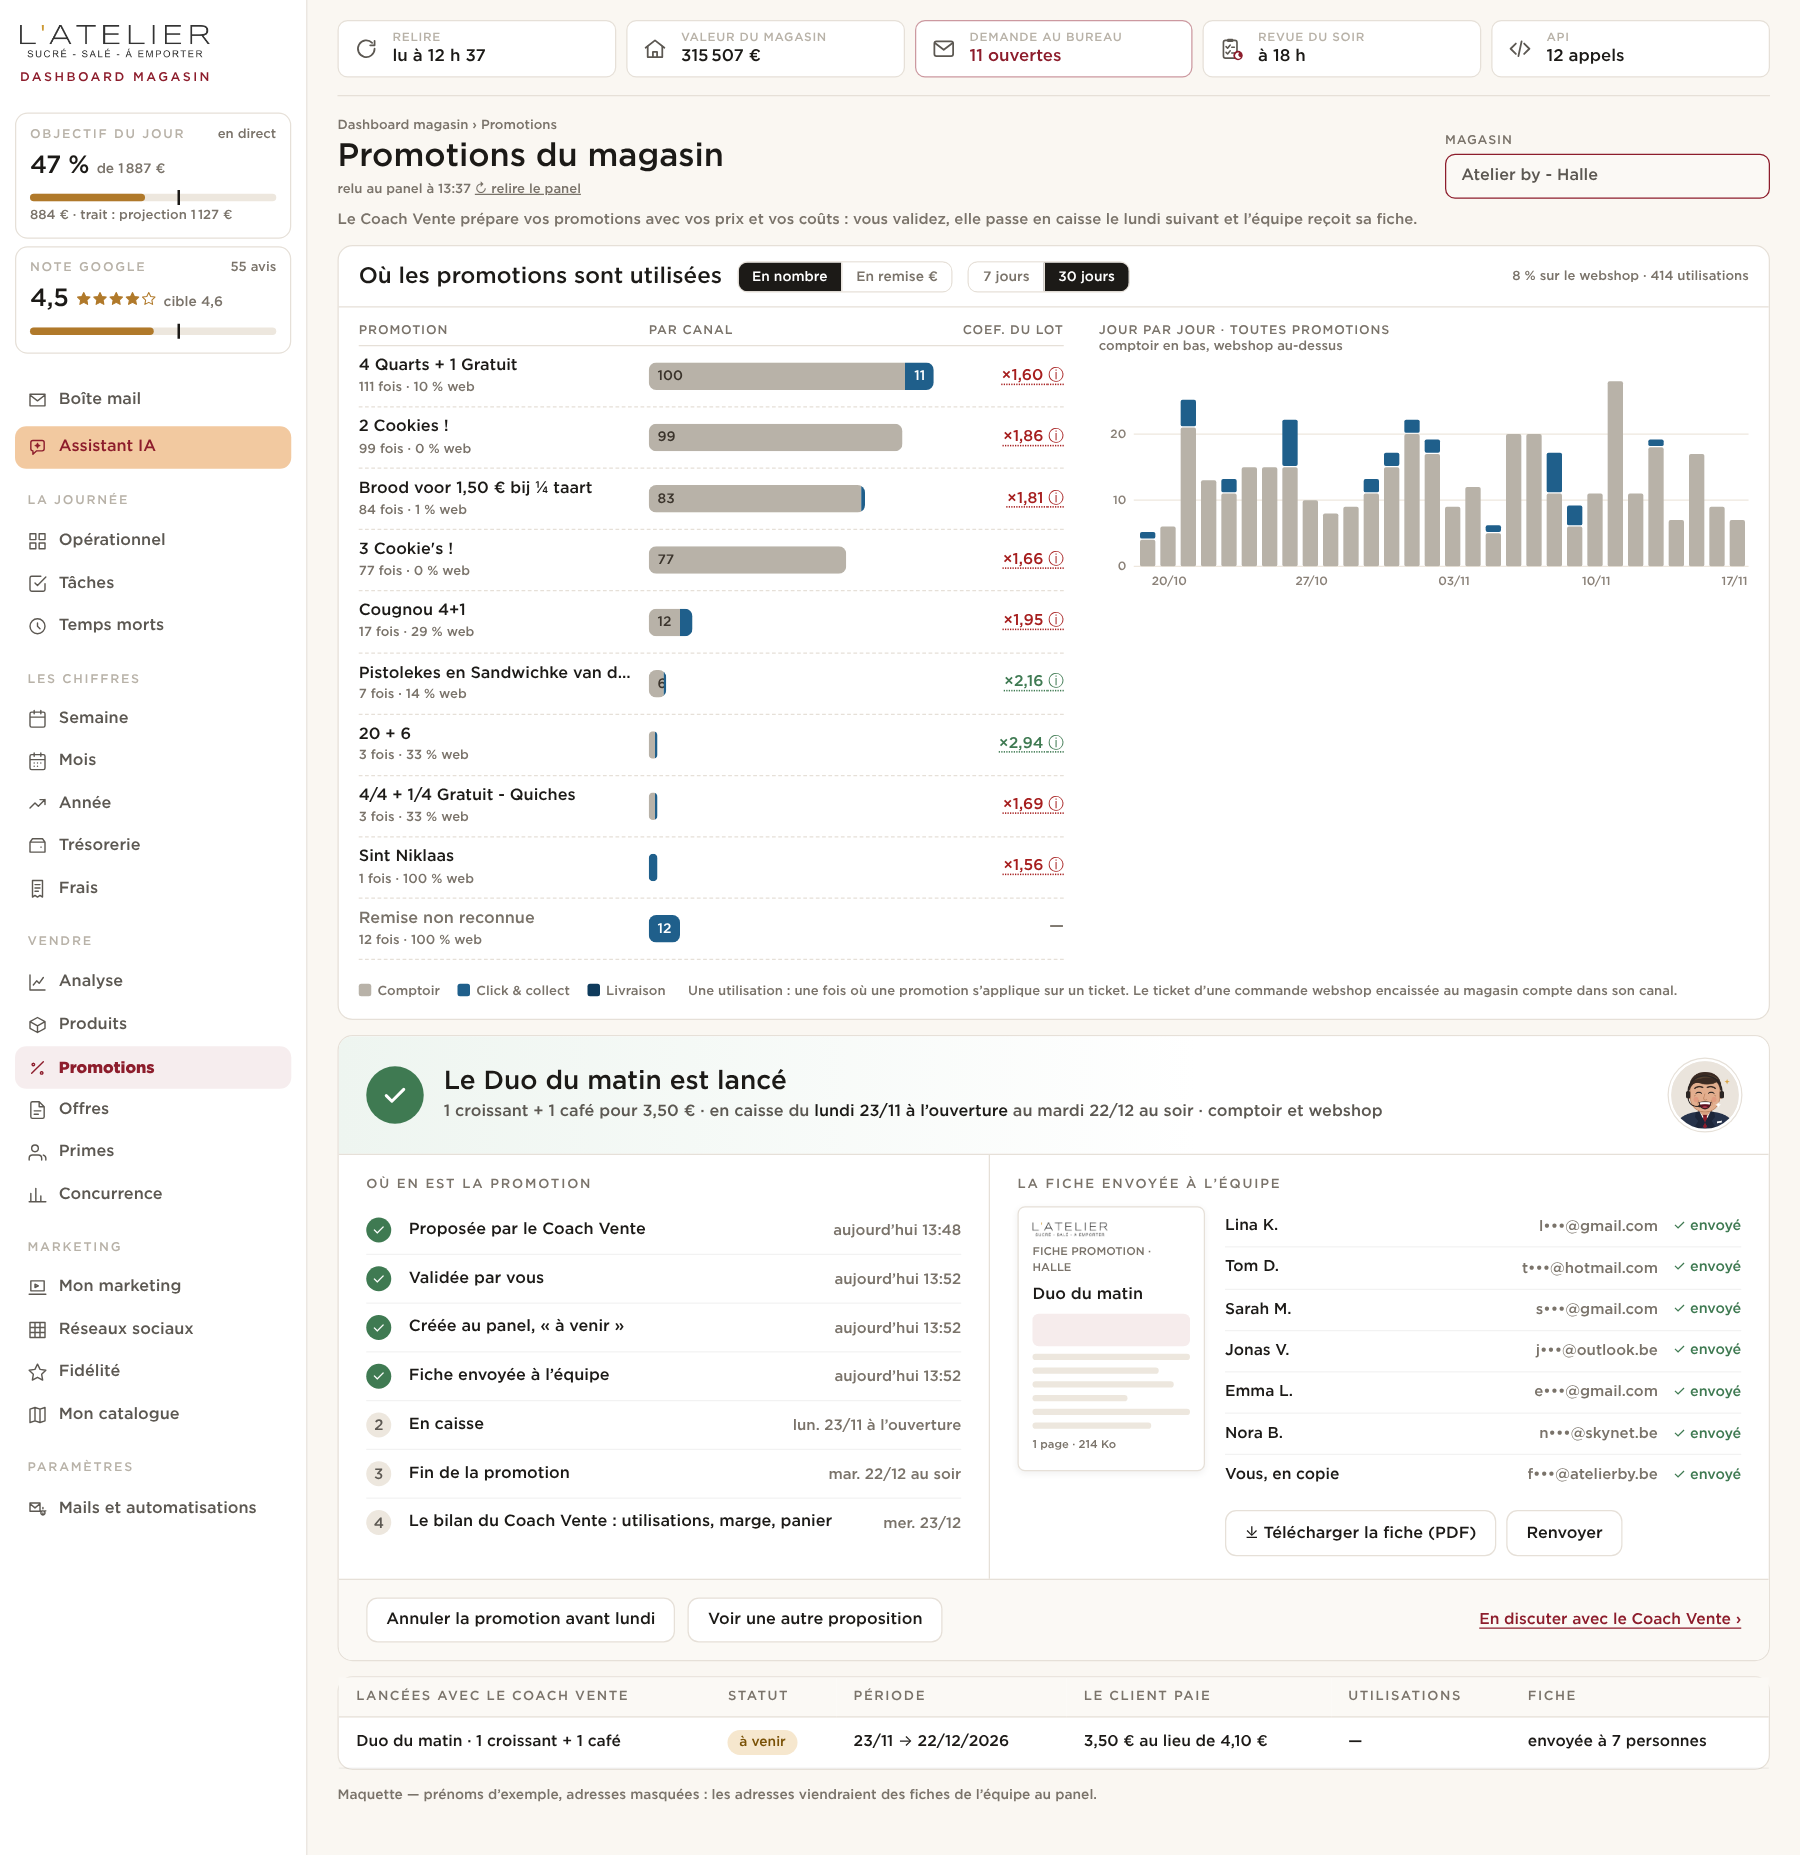 L'ATELIER
SUCRÉ - SALÉ - À EMPORTER
DASHBOARD MAGASIN
OBJECTIF DU JOUR en direct
47 % de 1 887 €
884 € · trait : projection 1 127 €
NOTE GOOGLE 55 avis
4,5 ★★★★☆ cible 4,6
Boîte mail
Assistant IA
LA JOURNÉE
Opérationnel
Tâches
Temps morts
LES CHIFFRES
Semaine
Mois
Année
Trésorerie
Frais
VENDRE
Analyse
Produits
Promotions
Offres
Primes
Concurrence
MARKETING
Mon marketing
Réseaux sociaux
Fidélité
Mon catalogue
PARAMÈTRES
Mails et automatisations
RELIRE
lu à 12 h 37
VALEUR DU MAGASIN
315 507 €
DEMANDE AU BUREAU
11 ouvertes
REVUE DU SOIR
à 18 h
API
12 appels
Dashboard magasin › Promotions
Promotions du magasin
relu au panel à 13:37 ↻ relire le panel
Le Coach Vente prépare vos promotions avec vos prix et vos coûts : vous validez, elle passe en caisse le lundi suivant et l'équipe reçoit sa fiche.
MAGASIN
Atelier by - Halle
Où les promotions sont utilisées En nombre En remise € 7 jours 30 jours 8 % sur le webshop · 414 utilisations
PROMOTION PAR CANAL COEF. DU LOT
4 Quarts + 1 Gratuit
111 fois · 10 % web
100 11 ×1,60 ⓘ
2 Cookies !
99 fois · 0 % web
99 ×1,86 ⓘ
Brood voor 1,50 € bij ¼ taart
84 fois · 1 % web
83 ×1,81 ⓘ
3 Cookie's !
77 fois · 0 % web
77 ×1,66 ⓘ
Cougnou 4+1
17 fois · 29 % web
12 ×1,95 ⓘ
Pistolekes en Sandwichke van d...
7 fois · 14 % web
6 ×2,16 ⓘ
20 + 6
3 fois · 33 % web
×2,94 ⓘ
4/4 + 1/4 Gratuit - Quiches
3 fois · 33 % web
×1,69 ⓘ
Sint Niklaas
1 fois · 100 % web
×1,56 ⓘ
Remise non reconnue
12 fois · 100 % web
12 —
JOUR PAR JOUR · TOUTES PROMOTIONS
comptoir en bas, webshop au-dessus
20
10
0
20/10 27/10 03/11 10/11 17/11
Comptoir Click & collect Livraison Une utilisation : une fois où une promotion s'applique sur un ticket. Le ticket d'une commande webshop encaissée au magasin compte dans son canal.
Le Duo du matin est lancé
1 croissant + 1 café pour 3,50 € · en caisse du lundi 23/11 à l'ouverture au mardi 22/12 au soir · comptoir et webshop
OÙ EN EST LA PROMOTION
Proposée par le Coach Vente aujourd'hui 13:48
Validée par vous aujourd'hui 13:52
Créée au panel, « à venir » aujourd'hui 13:52
Fiche envoyée à l'équipe aujourd'hui 13:52
2 En caisse lun. 23/11 à l'ouverture
3 Fin de la promotion mar. 22/12 au soir
4 Le bilan du Coach Vente : utilisations, marge, panier mer. 23/12
LA FICHE ENVOYÉE À L'ÉQUIPE
L'ATELIER
SUCRÉ - SALÉ - À EMPORTER
FICHE PROMOTION ·
HALLE
Duo du matin
1 page · 214 Ko
Lina K. l•••@gmail.com ✓ envoyé
Tom D. t•••@hotmail.com ✓ envoyé
Sarah M. s•••@gmail.com ✓ envoyé
Jonas V. j•••@outlook.be ✓ envoyé
Emma L. e•••@gmail.com ✓ envoyé
Nora B. n•••@skynet.be ✓ envoyé
Vous, en copie f•••@atelierby.be ✓ envoyé
Télécharger la fiche (PDF) Renvoyer
Annuler la promotion avant lundi Voir une autre proposition En discuter avec le Coach Vente ›
LANCÉES AVEC LE COACH VENTE STATUT PÉRIODE LE CLIENT PAIE UTILISATIONS FICHE
Duo du matin · 1 croissant + 1 café à venir 23/11 → 22/12/2026 3,50 € au lieu de 4,10 € — envoyée à 7 personnes
Maquette — prénoms d'exemple, adresses masquées : les adresses viendraient des fiches de l'équipe au panel.